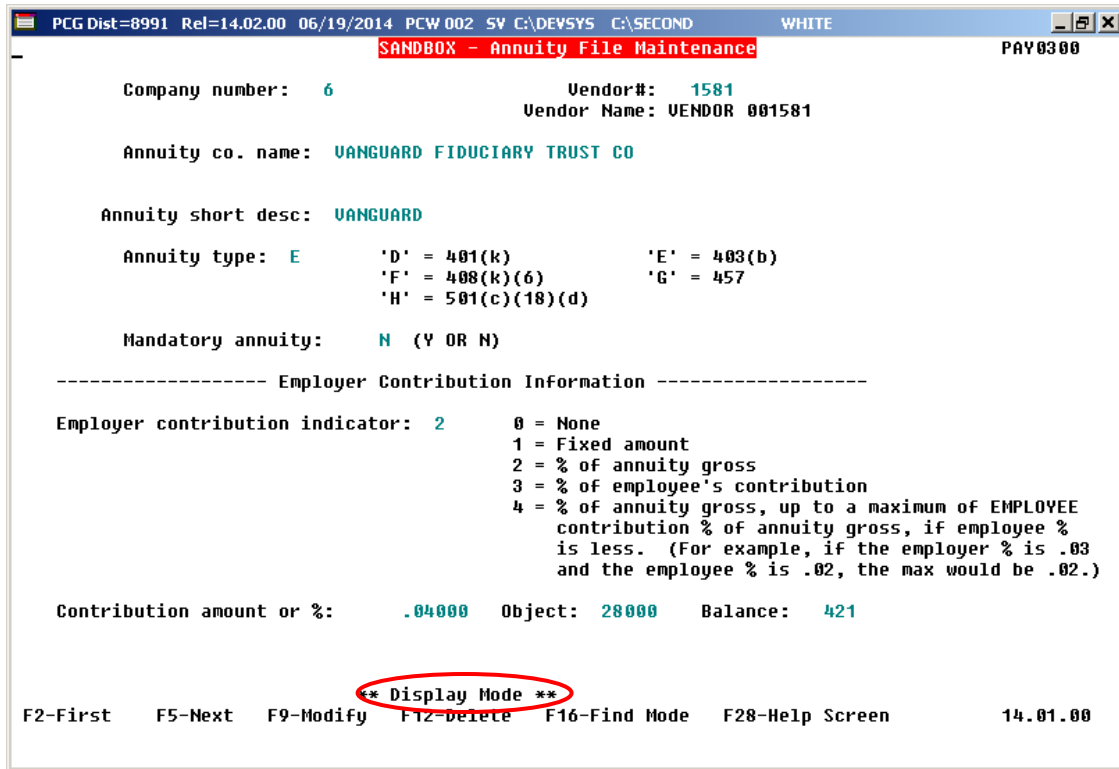 PCG Dist=8991 Rel=14.02.00 06/19/2014 PCW 002 SV C:\DEVSYS C:\SECOND WHITE
SANDBOX - Annuity File Maintenance PAY0300
Company number: 6 Vendor#: 1581
Vendor Name: VENDOR 001581
Annuity co. name: VANGUARD FIDUCIARY TRUST CO
Annuity short desc: VANGUARD
Annuity type: E 'D' = 401(k) 'E' = 403(b)
'F' = 408(k)(6) 'G' = 457
'H' = 501(c)(18)(d)
Mandatory annuity: N (Y OR N)
------------------- Employer Contribution Information -------------------
Employer contribution indicator: 2 0 = None
1 = Fixed amount
2 = % of annuity gross
3 = % of employee's contribution
4 = % of annuity gross, up to a maximum of EMPLOYEE
contribution % of annuity gross, if employee %
is less. (For example, if the employer % is .03
and the employee % is .02, the max would be .02.)
Contribution amount or %: .04000 Object: 28000 Balance: 421
** Display Mode **
F2-First F5-Next F9-Modify F12-Delete F16-Find Mode F28-Help Screen 14.01.00